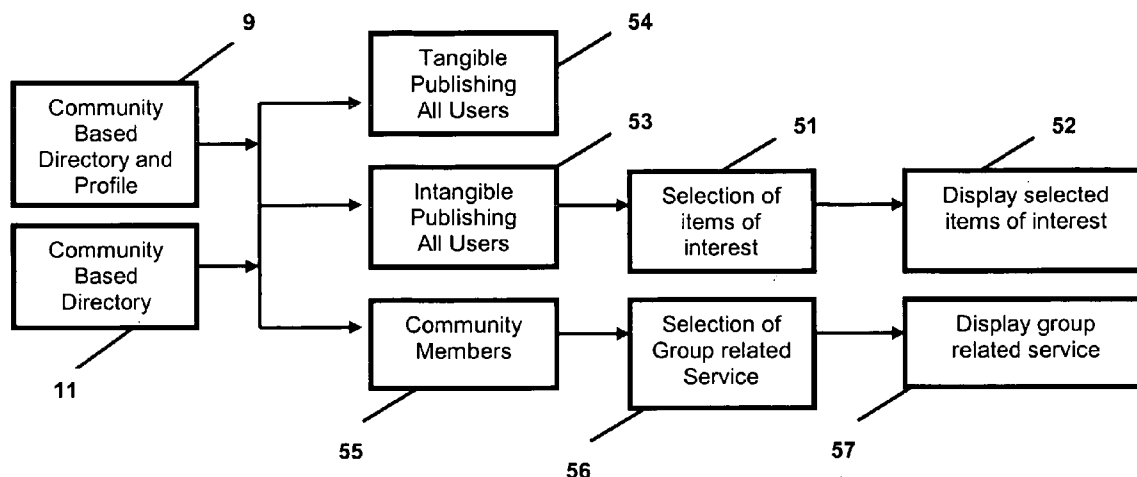 9
54
Tangible
Publishing
All Users
Community
Based
Directory and
Profile
53
51
52
Intangible
Publishing
All Users
Selection of
items of
interest
Display selected
items of interest
Community
Based
Directory
11
Community
Members
Selection of
Group related
Service
Display group
related service
55
56
57